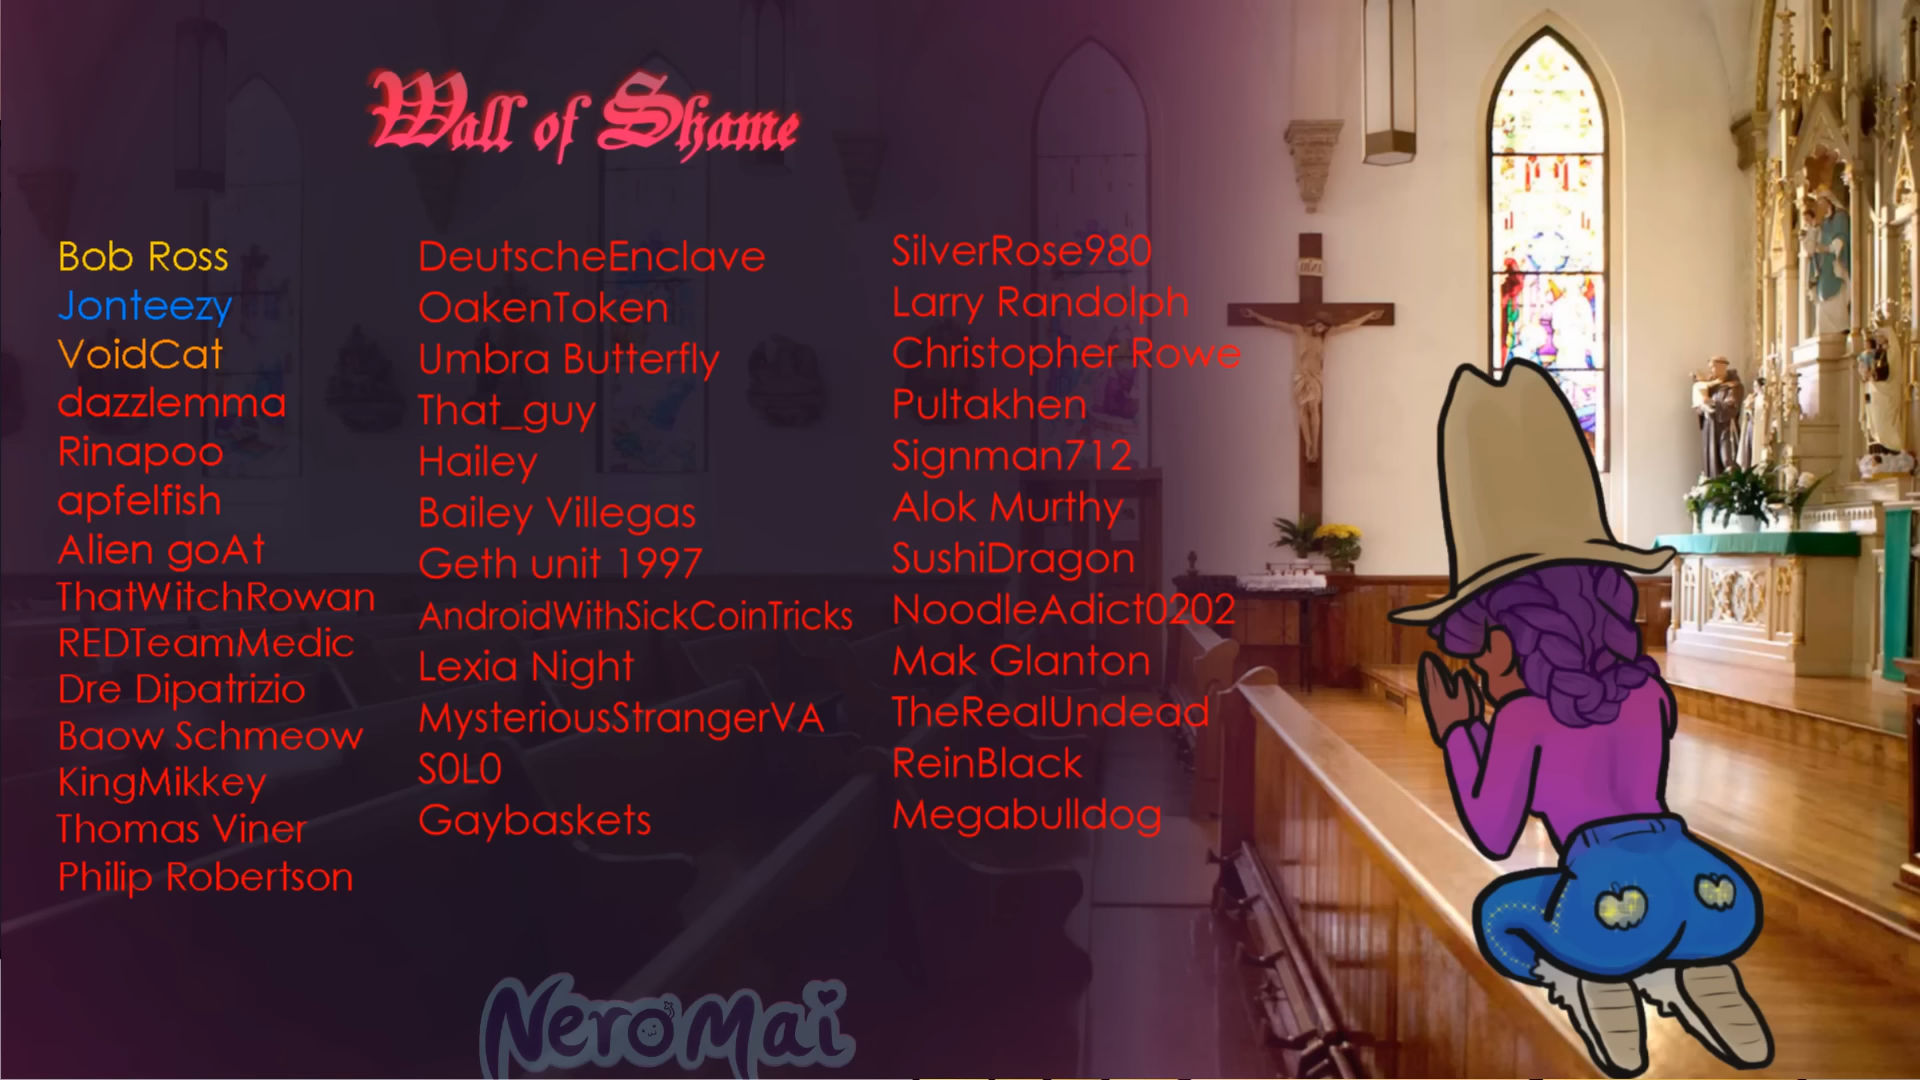 Wall of Shame
Bob Ross
Jonteezy
VoidCat
dazzlemma
Rinapoo
apfelfish
Alien goAt
ThatWitchRowan
REDTeamMedic
Dre Dipatrizio
Baow Schmeow
KingMikkey
Thomas Viner
Philip Robertson
DeutscheEnclave
OakenToken
Umbra Butterfly
That_guy
Hailey
Bailey Villegas
Geth unit 1997
AndroidWithSickCoinTricks
Lexia Night
MysteriousStrangerVA
S0L0
Gaybaskets
SilverRose980
Larry Randolph
Christopher Rowe
Pultakhen
Signman712
Alok Murthy
SushiDragon
NoodleAdict0202
Mak Glanton
TheRealUndead
ReinBlack
Megabulldog
INRI
NeroMai